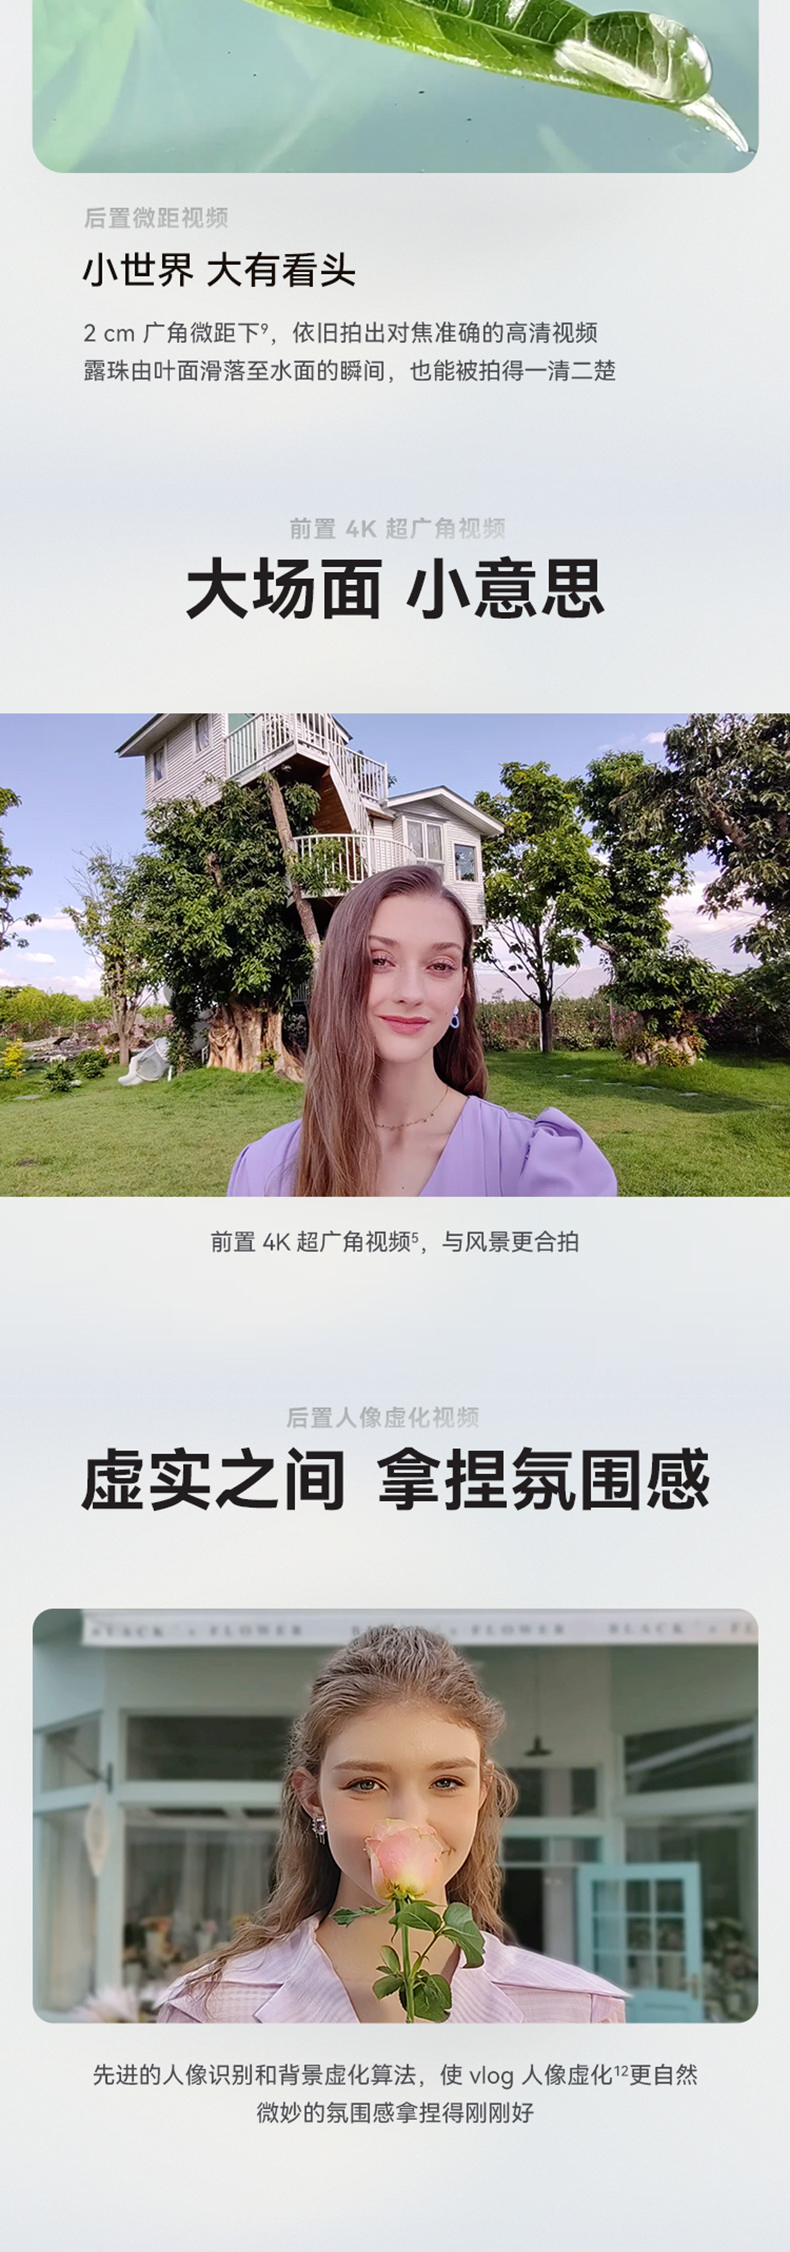 后置微距视频
小世界 大有看头
2 cm 广角微距下⁹，依旧拍出对焦准确的高清视频
露珠由叶面滑落至水面的瞬间，也能被拍得一清二楚
前置 4K 超广角视频
大场面 小意思
前置 4K 超广角视频⁵，与风景更合拍
后置人像虚化视频
虚实之间 拿捏氛围感
BLACK's FLOWER BLACK's FLOWER BLACK's FL
先进的人像识别和背景虚化算法，使 vlog 人像虚化¹²更自然
微妙的氛围感拿捏得刚刚好